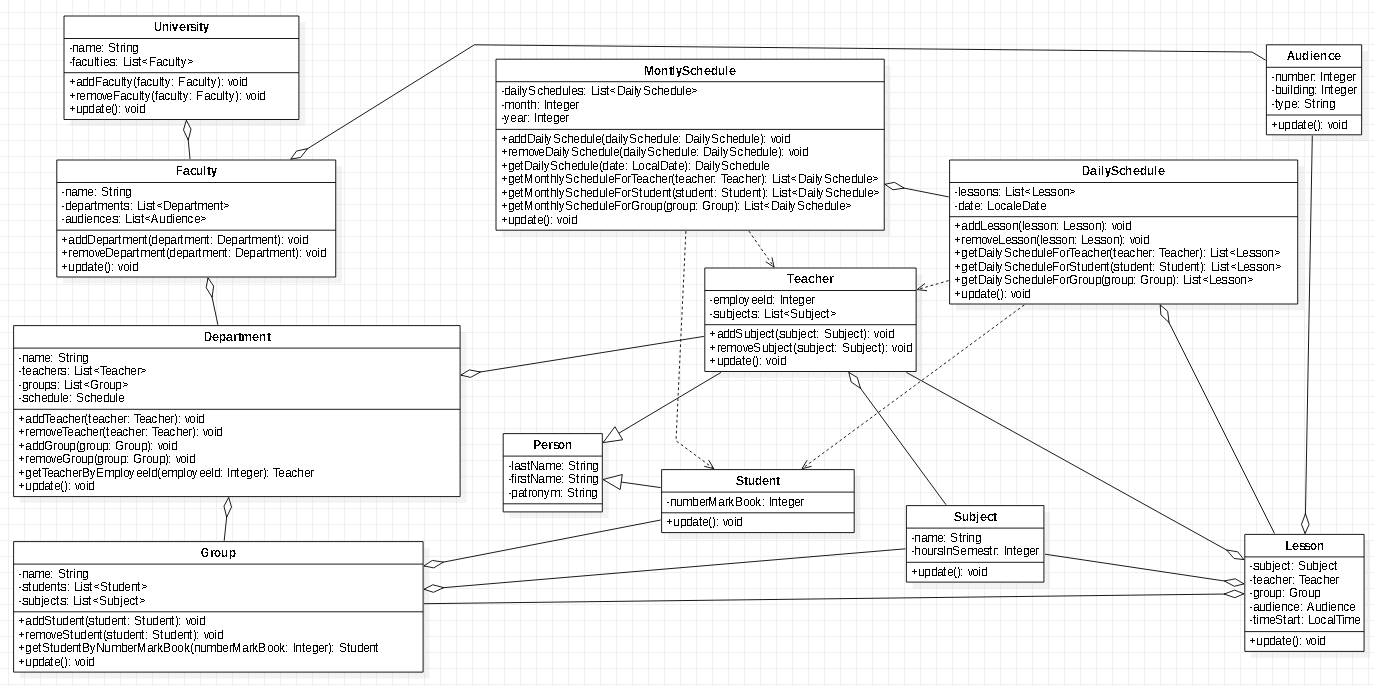 University
-name: String
-faculties: List<Faculty>
+addFaculty(faculty: Faculty): void
+removeFaculty(faculty: Faculty): void
+update(): void
Faculty
-name: String
-departments: List<Department>
-audiences: List<Audience>
+addDepartment(department: Department): void
+removeDepartment(department: Department): void
+update(): void
Department
-name: String
-teachers: List<Teacher>
-groups: List<Group>
-schedule: Schedule
+addTeacher(teacher: Teacher): void
+removeTeacher(teacher: Teacher): void
+addGroup(group: Group): void
+removeGroup(group: Group): void
+getTeacherByEmployeeId(employeeId: Integer): Teacher
+update(): void
Group
-name: String
-students: List<Student>
-subjects: List<Subject>
+addStudent(student: Student): void
+removeStudent(student: Student): void
+getStudentByNumberMarkBook(numberMarkBook: Integer): Student
+update(): void
MontlySchedule
-dailySchedules: List<DailySchedule>
-month: Integer
-year: Integer
+addDailySchedule(dailySchedule: DailySchedule): void
+removeDailySchedule(dailySchedule: DailySchedule): void
+getDailySchedule(date: LocalDate): DailySchedule
+getMonthlyScheduleForTeacher(teacher: Teacher): List<DailySchedule>
+getMonthlyScheduleForStudent(student: Student): List<DailySchedule>
+getMonthlyScheduleForGroup(group: Group): List<DailySchedule>
+update(): void
Teacher
-employeeId: Integer
-subjects: List<Subject>
+addSubject(subject: Subject): void
+removeSubject(subject: Subject): void
+update(): void
Person
-lastName: String
-firstName: String
-patronym: String
Student
-numberMarkBook: Integer
+update(): void
Subject
-name: String
-hoursInSemestr: Integer
+update(): void
Audience
-number: Integer
-building: Integer
-type: String
+update(): void
DailySchedule
-lessons: List<Lesson>
-date: LocaleDate
+addLesson(lesson: Lesson): void
+removeLesson(lesson: Lesson): void
+getDailyScheduleForTeacher(teacher: Teacher): List<Lesson>
+getDailyScheduleForStudent(student: Student): List<Lesson>
+getDailyScheduleForGroup(group: Group): List<Lesson>
+update(): void
Lesson
-subject: Subject
-teacher: Teacher
-group: Group
-audience: Audience
-timeStart: LocalTime
+update(): void